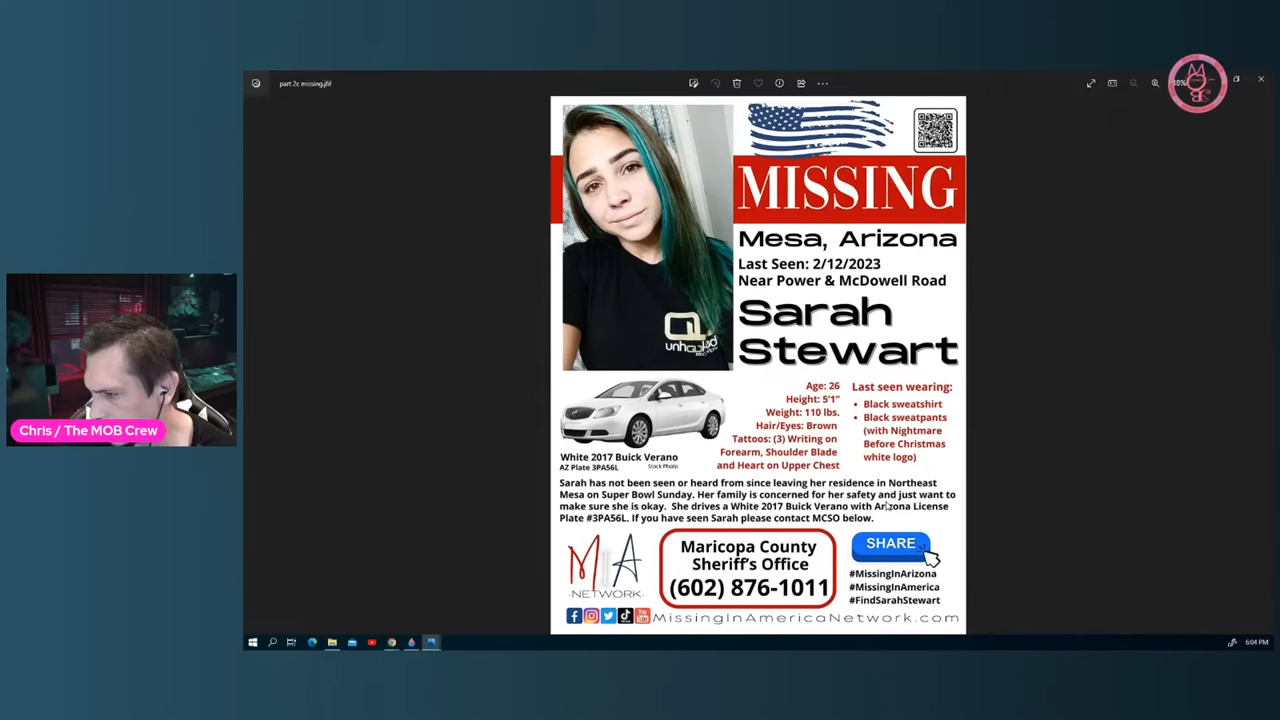 part 2c missing.jfif
MISSING
Mesa, Arizona
Last Seen: 2/12/2023
Near Power & McDowell Road
Sarah
Stewart
unhooked
Age: 26
Height: 5'1"
Weight: 110 lbs.
Hair/Eyes: Brown
Tattoos: (3) Writing on
Forearm, Shoulder Blade
and Heart on Upper Chest
Last seen wearing:
• Black sweatshirt
• Black sweatpants
(with Nightmare
Before Christmas
white logo)
White 2017 Buick Verano
AZ Plate 3PA56L
Stock Photo
Sarah has not been seen or heard from since leaving her residence in Northeast
Mesa on Super Bowl Sunday. Her family is concerned for her safety and just want to
make sure she is okay. She drives a White 2017 Buick Verano with Arizona License
Plate #3PA56L. If you have seen Sarah please contact MCSO below.
MIA
-NETWORK-
Maricopa County
Sheriff's Office
(602) 876-1011
SHARE
#MissingInArizona
#MissingInAmerica
#FindSarahStewart
MissingInAmericaNetwork.com
Chris / The MOB Crew
6:04 PM